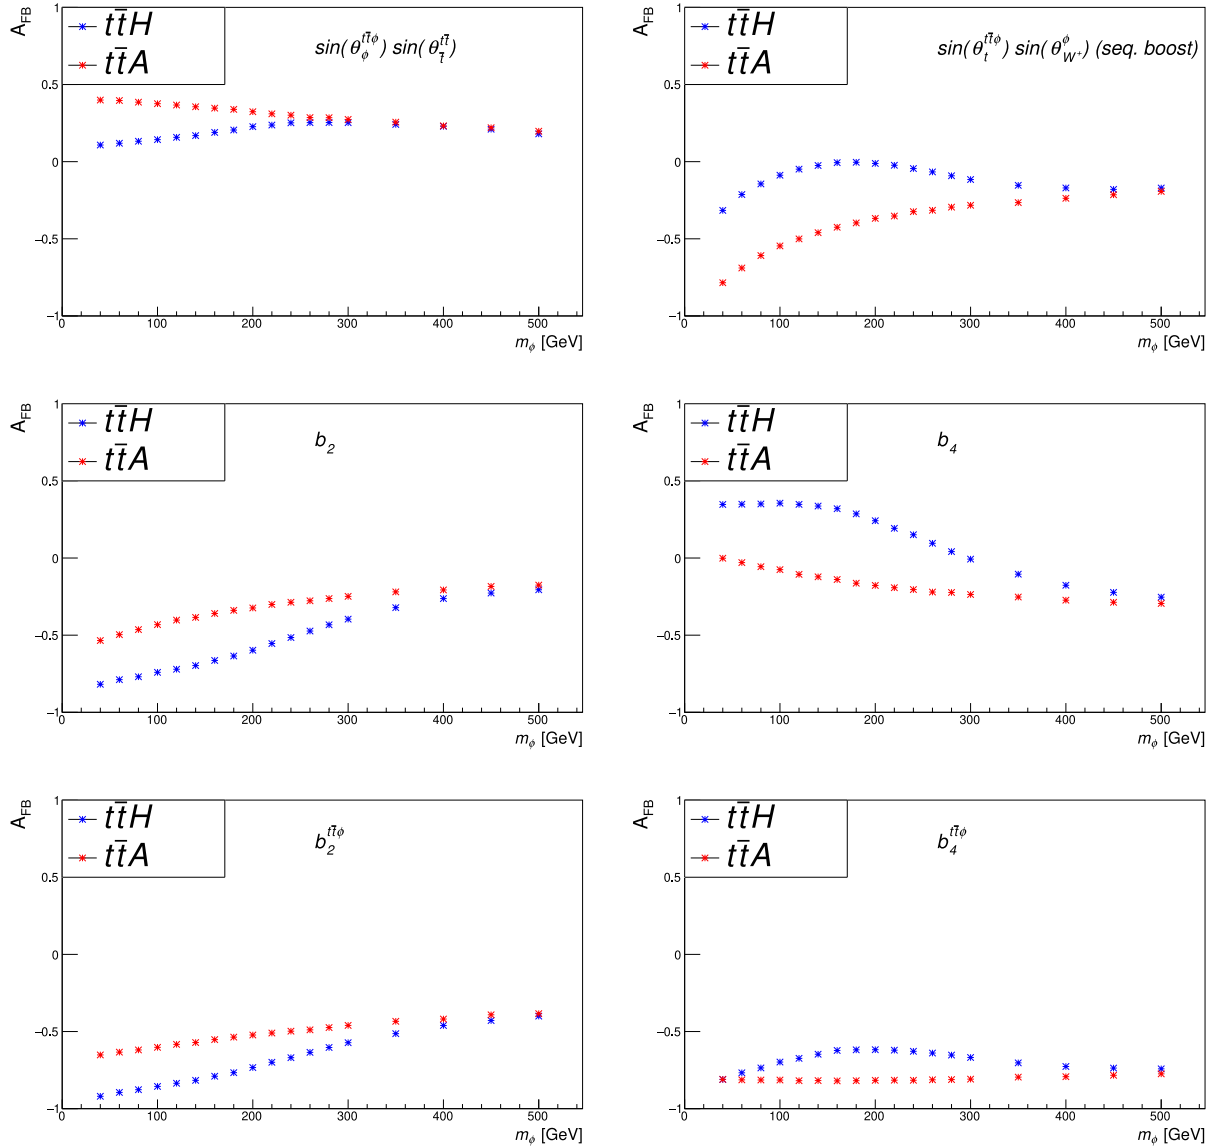 A_FB
1
0.5
0
−0.5
−1
tt̄H
tt̄A
sin(θ_ϕ^{tt̄ϕ}) sin(θ_t̄^{tt̄})
0 100 200 300 400 500
m_ϕ [GeV]
A_FB
1
0.5
0
−0.5
−1
tt̄H
tt̄A
sin(θ_t^{tt̄ϕ}) sin(θ_{W⁺}^ϕ) (seq. boost)
0 100 200 300 400 500
m_ϕ [GeV]
A_FB
1
0.5
0
−0.5
−1
tt̄H
tt̄A
b_2
0 100 200 300 400 500
m_ϕ [GeV]
A_FB
1
0.5
0
−0.5
−1
tt̄H
tt̄A
b_4
0 100 200 300 400 500
m_ϕ [GeV]
A_FB
1
0.5
0
−0.5
−1
tt̄H
tt̄A
b_2^{tt̄ϕ}
0 100 200 300 400 500
m_ϕ [GeV]
A_FB
1
0.5
0
−0.5
−1
tt̄H
tt̄A
b_4^{tt̄ϕ}
0 100 200 300 400 500
m_ϕ [GeV]